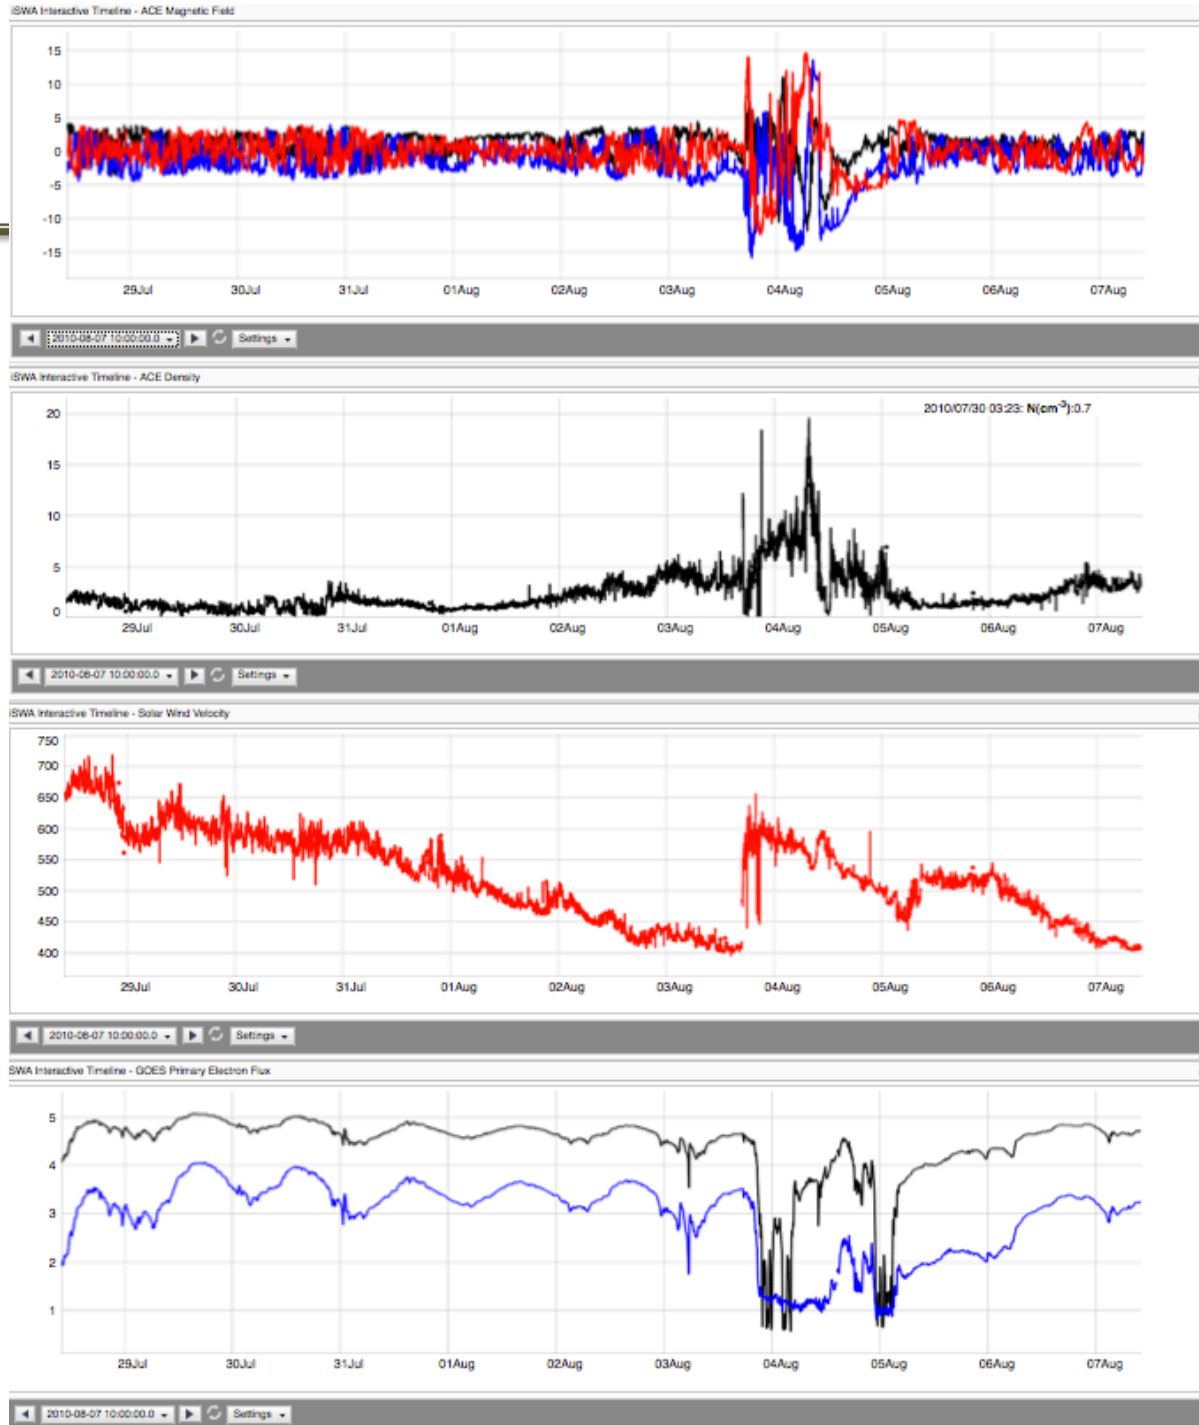 iSWA Interactive Timeline - ACE Magnetic Field
15
10
5
0
-5
-10
-15
29Jul 30Jul 31Jul 01Aug 02Aug 03Aug 04Aug 05Aug 06Aug 07Aug
2010-08-07 10:00:00.0 Settings
iSWA Interactive Timeline - ACE Density
2010/07/30 03:23: N(cm-3):0.7
20
15
10
5
0
29Jul 30Jul 31Jul 01Aug 02Aug 03Aug 04Aug 05Aug 06Aug 07Aug
2010-08-07 10:00:00.0 Settings
iSWA Interactive Timeline - Solar Wind Velocity
750
700
650
600
550
500
450
400
29Jul 30Jul 31Jul 01Aug 02Aug 03Aug 04Aug 05Aug 06Aug 07Aug
2010-08-07 10:00:00.0 Settings
SWA Interactive Timeline - GOES Primary Electron Flux
5
4
3
2
1
29Jul 30Jul 31Jul 01Aug 02Aug 03Aug 04Aug 05Aug 06Aug 07Aug
2010-08-07 10:00:00.0 Settings